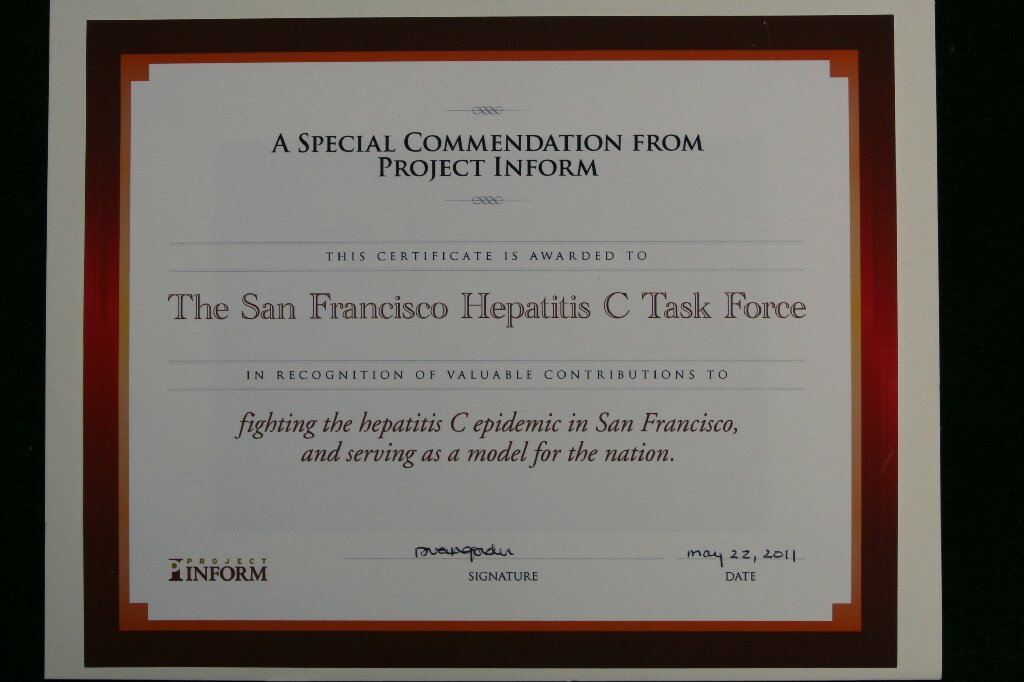 A SPECIAL COMMENDATION FROM
PROJECT INFORM
THIS CERTIFICATE IS AWARDED TO
The San Francisco Hepatitis C Task Force
IN RECOGNITION OF VALUABLE CONTRIBUTIONS TO
fighting the hepatitis C epidemic in San Francisco,
and serving as a model for the nation.
PROJECT
INFORM
SIGNATURE
may 22, 2011
DATE